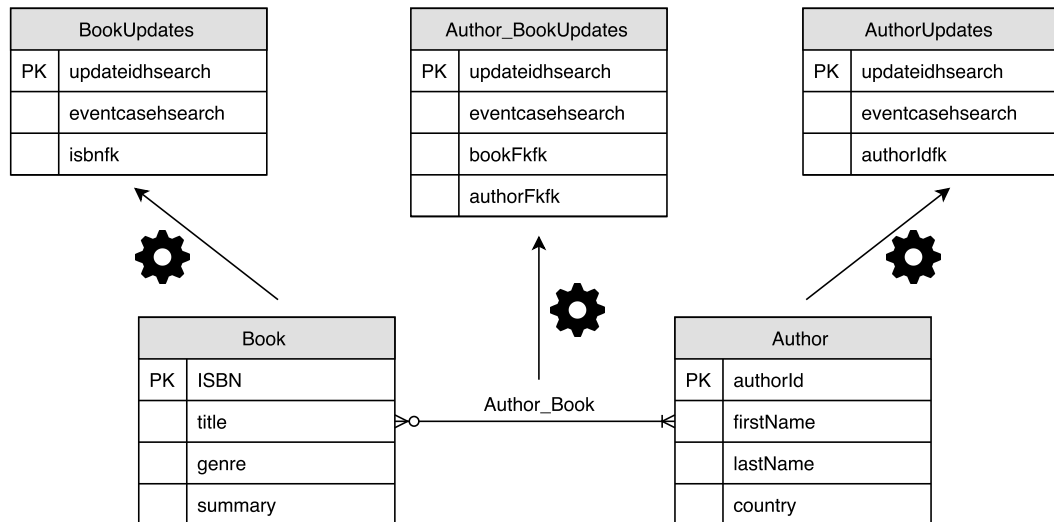 BookUpdates
PK updateidhsearch
eventcasehsearch
isbnfk
Author_BookUpdates
PK updateidhsearch
eventcasehsearch
bookFkfk
authorFkfk
AuthorUpdates
PK updateidhsearch
eventcasehsearch
authorIdfk
Book
PK ISBN
title
genre
summary
Author_Book
Author
PK authorId
firstName
lastName
country